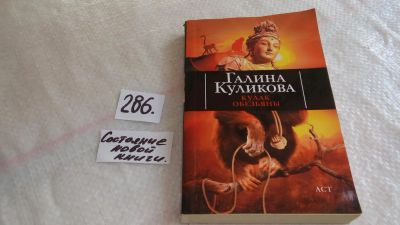 286.
Состояние
новой
книги.
ГАЛИНА
КУЛИКОВА
КУЛАК
ОБЕЗЬЯНЫ
АСТ